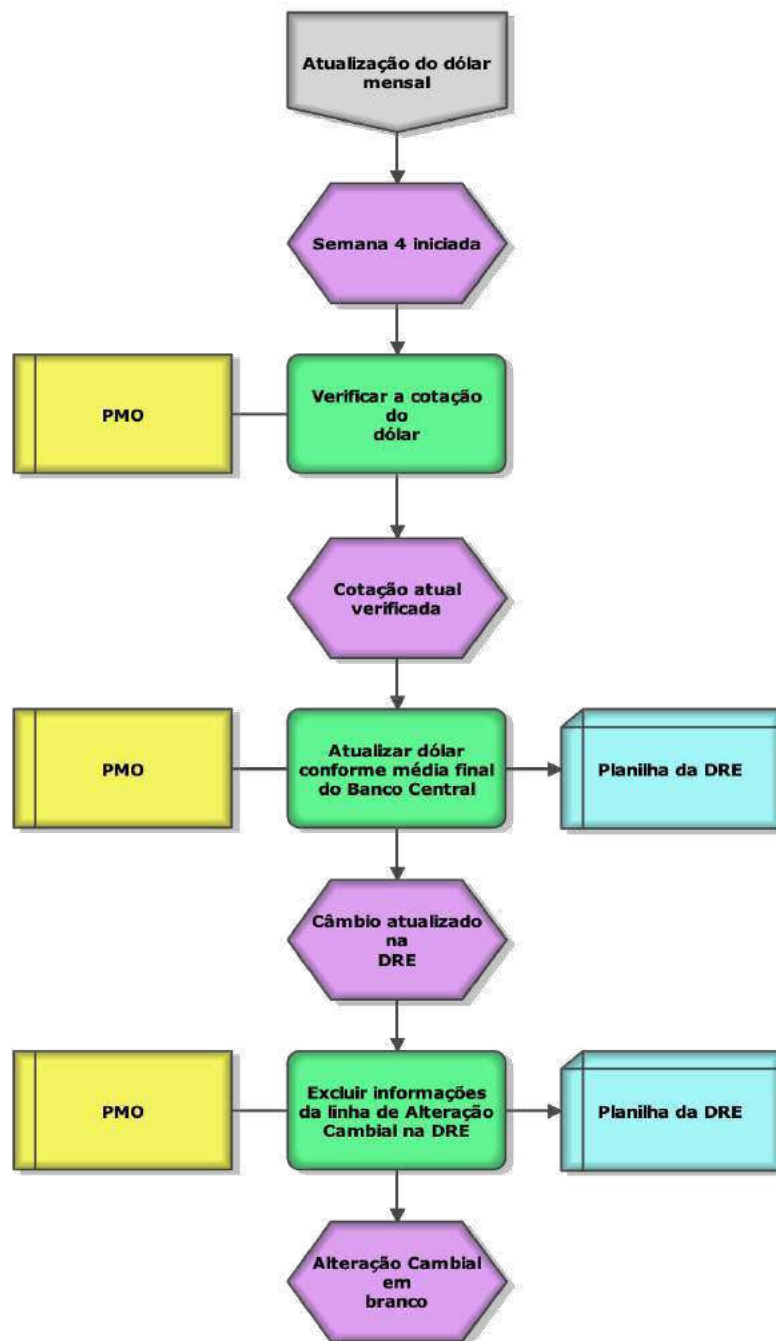 Atualização do dólar
mensal
Semana 4 iniciada
PMO
Verificar a cotação
do
dólar
Cotação atual
verificada
PMO
Atualizar dólar
conforme média final
do Banco Central
Planilha da DRE
Câmbio atualizado
na
DRE
PMO
Excluir informações
da linha de Alteração
Cambial na DRE
Planilha da DRE
Alteração Cambial
em
branco